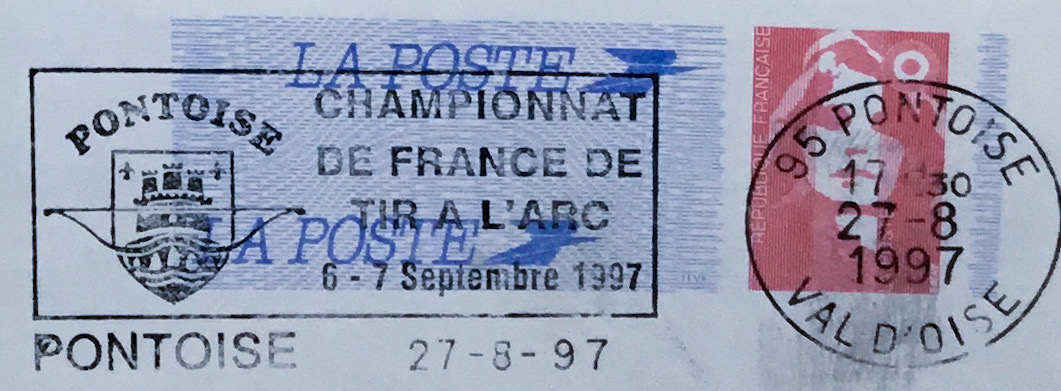 LA POSTE
PONTOISE
CHAMPIONNAT
DE FRANCE DE
TIR A L'ARC
LA POSTE
6 - 7 Septembre 1997
PONTOISE 27-8-97
RÉPUBLIQUE FRANÇAISE
95 PONTOISE
17 30
27-8
1997
VAL D'OISE